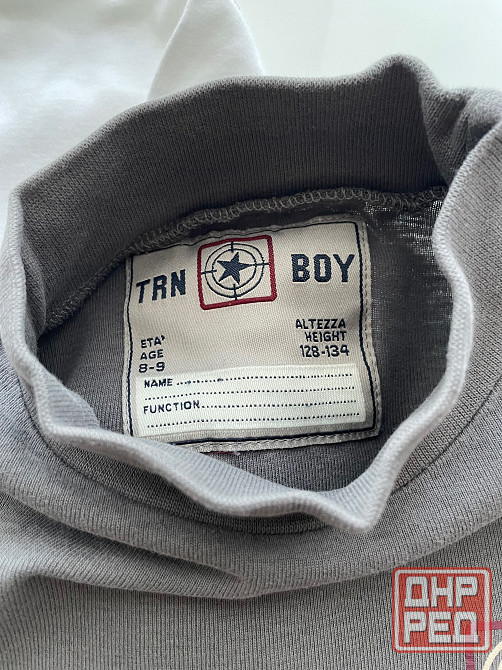 TRN BOY
ETA' ALTEZZA
AGE HEIGHT
8-9 128-134
NAME
FUNCTION
ДНР
РЕД